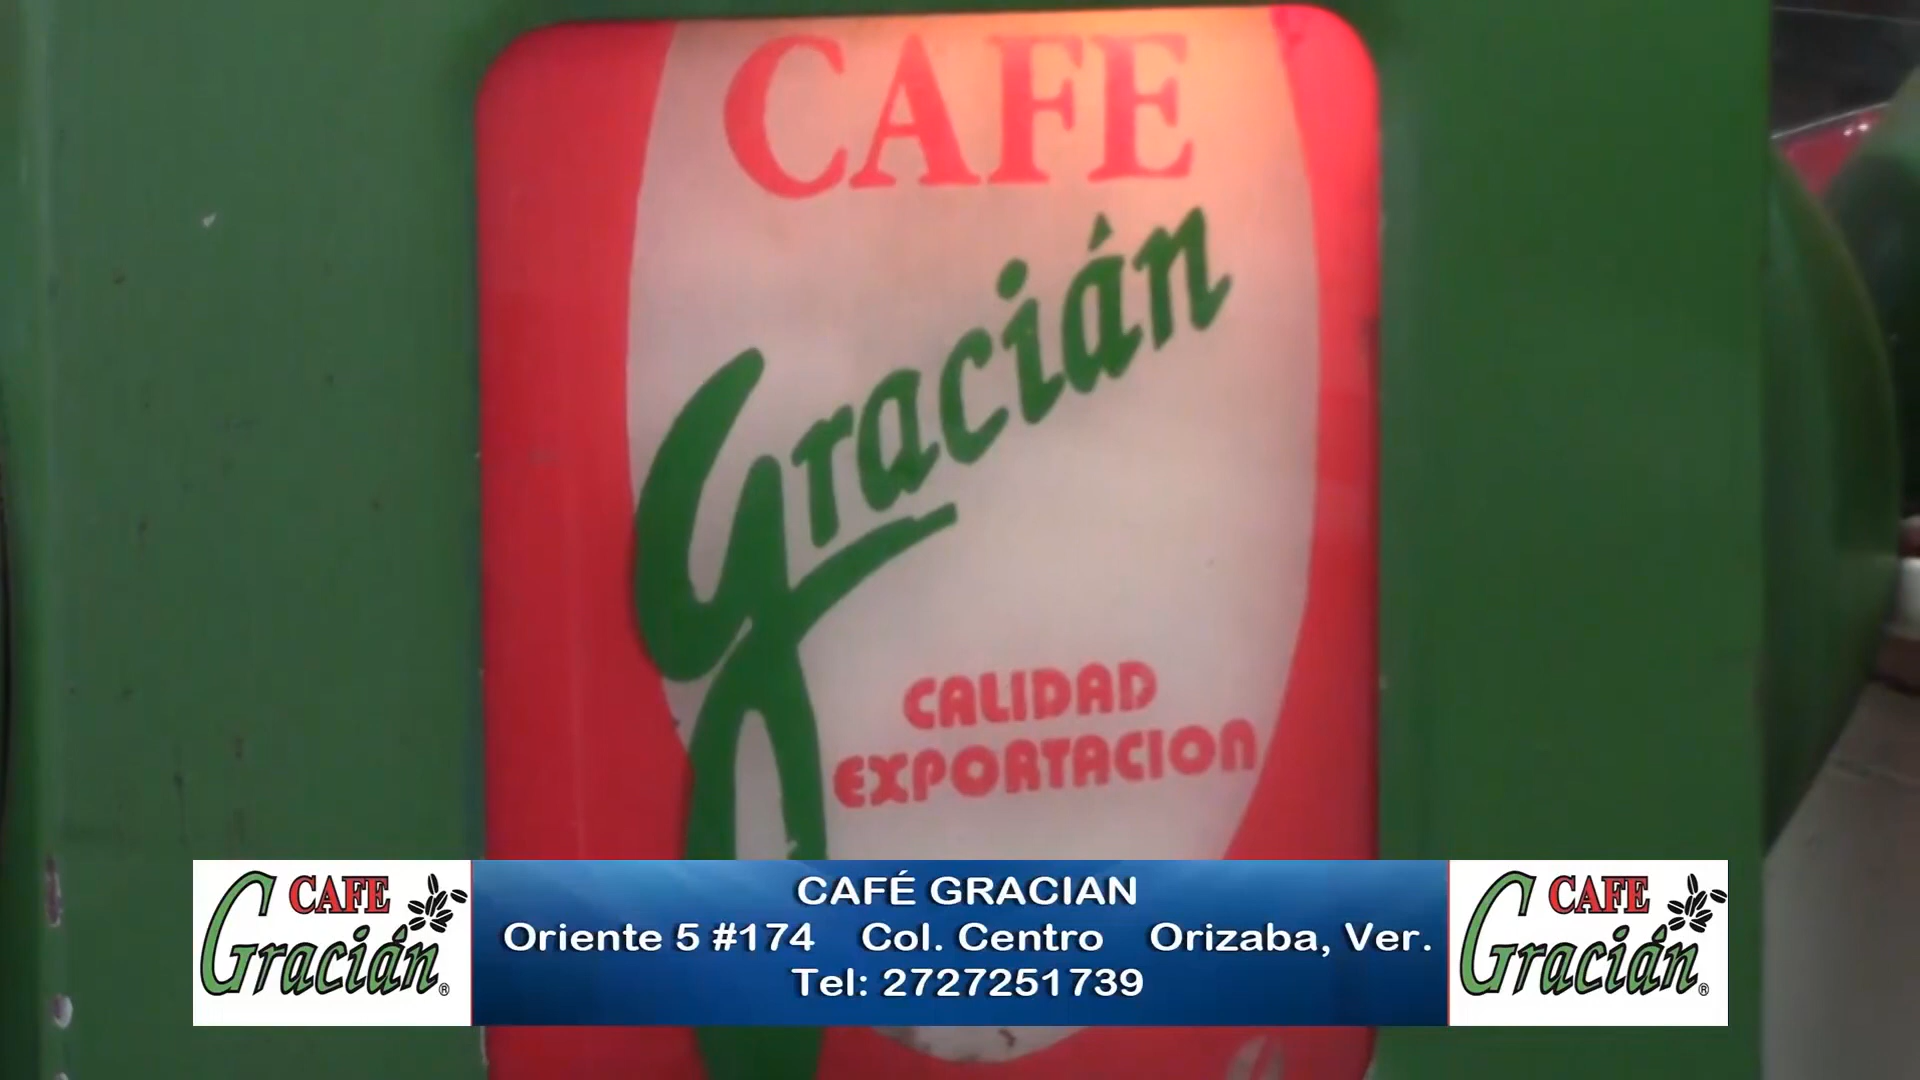 CAFE
Gracián
CALIDAD
EXPORTACION
CAFE
Gracián®
CAFÉ GRACIAN
Oriente 5 #174 Col. Centro Orizaba, Ver.
Tel: 2727251739
CAFE
Gracián®